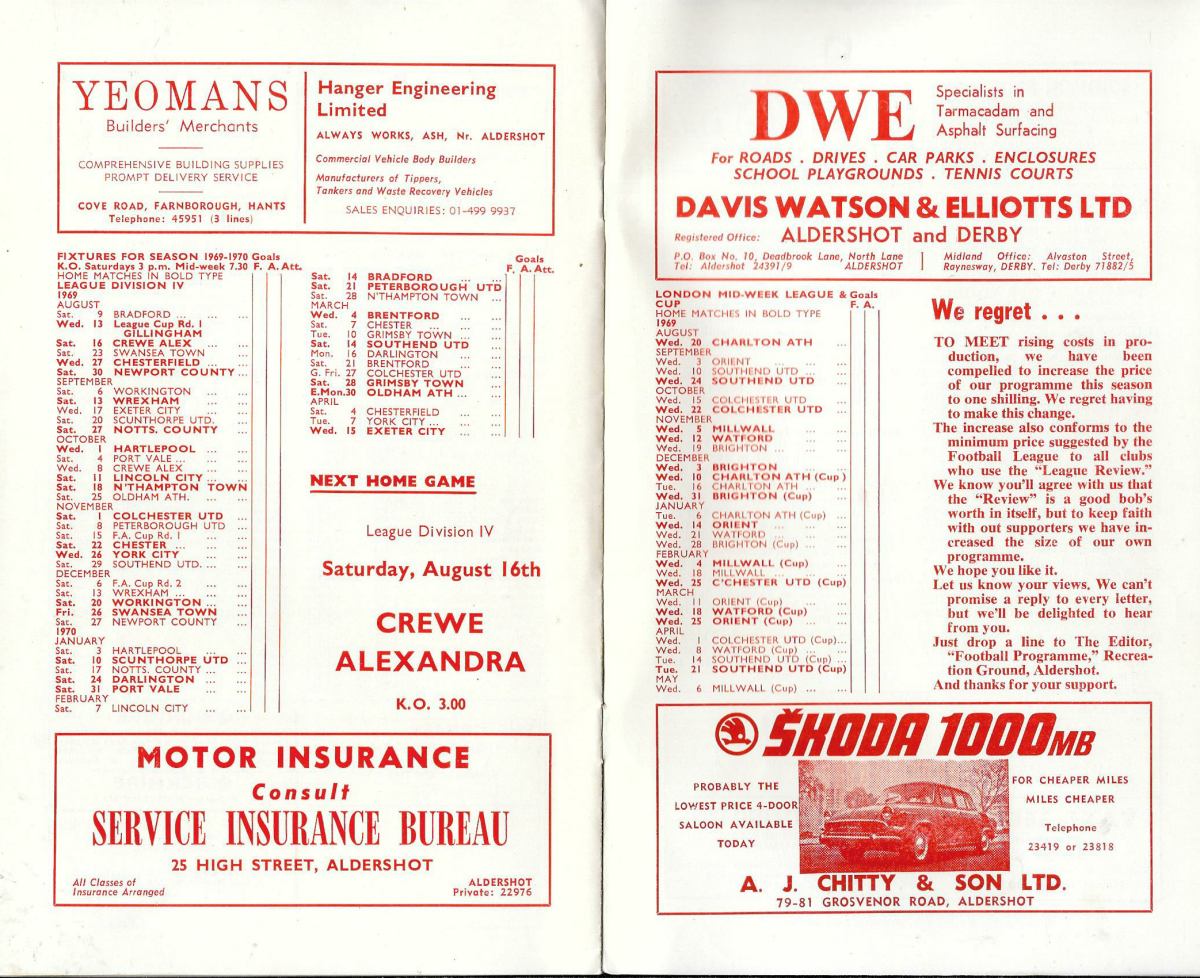 YEOMANS
Builders' Merchants
COMPREHENSIVE BUILDING SUPPLIES
PROMPT DELIVERY SERVICE
COVE ROAD, FARNBOROUGH, HANTS
Telephone: 45951 (3 lines)
Hanger Engineering
Limited
ALWAYS WORKS, ASH, Nr. ALDERSHOT
Commercial Vehicle Body Builders
Manufacturers of Tippers,
Tankers and Waste Recovery Vehicles
SALES ENQUIRIES: 01-499 9937
FIXTURES FOR SEASON 1969-1970 Goals
K.O. Saturdays 3 p.m. Mid-week 7.30 F. A. Att.
HOME MATCHES IN BOLD TYPE
LEAGUE DIVISION IV
1969
AUGUST
Sat. 9 BRADFORD ... ...
Wed. 13 League Cup Rd. 1
GILLINGHAM
Sat. 16 CREWE ALEX ... ...
Sat. 23 SWANSEA TOWN ...
Wed. 27 CHESTERFIELD ... ...
Sat. 30 NEWPORT COUNTY ...
SEPTEMBER
Sat. 6 WORKINGTON ...
Sat. 13 WREXHAM ... ...
Wed. 17 EXETER CITY ... ...
Sat. 20 SCUNTHORPE UTD. ...
Sat. 27 NOTTS. COUNTY ...
OCTOBER
Wed. 1 HARTLEPOOL ... ...
Sat. 4 PORT VALE ... ...
Wed. 8 CREWE ALEX ... ...
Sat. 11 LINCOLN CITY ... ...
Sat. 18 N'THAMPTON TOWN
Sat. 25 OLDHAM ATH. ...
NOVEMBER
Sat. 1 COLCHESTER UTD ...
Sat. 8 PETERBOROUGH UTD ...
Sat. 15 F.A. Cup Rd. 1 ... ...
Sat. 22 CHESTER ... ... ...
Wed. 26 YORK CITY ... ...
Sat. 29 SOUTHEND UTD. ...
DECEMBER
Sat. 6 F.A. Cup Rd. 2 ...
Sat. 13 WREXHAM ... ...
Sat. 20 WORKINGTON ... ...
Fri. 26 SWANSEA TOWN ...
Sat. 27 NEWPORT COUNTY ...
1970
JANUARY
Sat. 3 HARTLEPOOL ... ...
Sat. 10 SCUNTHORPE UTD ...
Sat. 17 NOTTS. COUNTY ... ...
Sat. 24 DARLINGTON ... ...
Sat. 31 PORT VALE ... ...
FEBRUARY
Sat. 7 LINCOLN CITY ... ...
Goals
F. A. Att.
Sat. 14 BRADFORD ... ...
Sat. 21 PETERBOROUGH UTD
Sat. 28 N'THAMPTON TOWN ...
MARCH
Wed. 4 BRENTFORD ... ...
Sat. 7 CHESTER ... ...
Tue. 10 GRIMSBY TOWN ...
Sat. 14 SOUTHEND UTD ...
Mon. 16 DARLINGTON ... ...
Sat. 21 BRENTFORD ... ...
G. Fri. 27 COLCHESTER UTD ...
Sat. 28 GRIMSBY TOWN ...
E.Mon.30 OLDHAM ATH ... ...
APRIL
Sat. 4 CHESTERFIELD ... ...
Tue. 7 YORK CITY ... ... ...
Wed. 15 EXETER CITY ... ...
NEXT HOME GAME
League Division IV
Saturday, August 16th
CREWE
ALEXANDRA
K.O. 3.00
MOTOR INSURANCE
Consult
SERVICE INSURANCE BUREAU
25 HIGH STREET, ALDERSHOT
All Classes of
Insurance Arranged
ALDERSHOT
Private: 22976
DWE
Specialists in
Tarmacadam and
Asphalt Surfacing
For ROADS . DRIVES . CAR PARKS . ENCLOSURES
SCHOOL PLAYGROUNDS . TENNIS COURTS
DAVIS WATSON & ELLIOTTS LTD
Registered Office: ALDERSHOT and DERBY
P.O. Box No. 10, Deadbrook Lane, North Lane
Tel: Aldershot 24391/9 ALDERSHOT
Midland Office: Alvaston Street,
Raynesway, DERBY. Tel: Derby 71882/5
LONDON MID-WEEK LEAGUE & Goals
CUP F. A.
HOME MATCHES IN BOLD TYPE
1969
AUGUST
Wed. 20 CHARLTON ATH ...
SEPTEMBER
Wed. 3 ORIENT ... ...
Wed. 10 SOUTHEND UTD ... ...
Wed. 24 SOUTHEND UTD ...
OCTOBER
Wed. 15 COLCHESTER UTD ...
Wed. 22 COLCHESTER UTD ...
NOVEMBER
Wed. 5 MILLWALL ... ...
Wed. 12 WATFORD ... ...
Wed. 19 BRIGHTON ... ... ...
DECEMBER
Wed. 3 BRIGHTON ... ...
Wed. 10 CHARLTON ATH (Cup)
Tue. 16 CHARLTON ATH ... ...
Wed. 31 BRIGHTON (Cup) ...
JANUARY
Tue. 6 CHARLTON ATH (Cup) ...
Wed. 14 ORIENT ... ...
Wed. 21 WATFORD ... ...
Wed. 28 BRIGHTON (Cup) ...
FEBRUARY
Wed. 4 MILLWALL (Cup) ...
Wed. 18 MILLWALL ... ...
Wed. 25 C'CHESTER UTD (Cup)
MARCH
Wed. 11 ORIENT (Cup) ... ...
Wed. 18 WATFORD (Cup) ...
Wed. 25 ORIENT (Cup) ...
APRIL
Wed. 1 COLCHESTER UTD (Cup)...
Wed. 8 WATFORD (Cup) ... ...
Tue. 14 SOUTHEND UTD (Cup) ...
Tue. 21 SOUTHEND UTD (Cup)
MAY
Wed. 6 MILLWALL (Cup) ... ...
We regret . . .
TO MEET rising costs in pro-
duction, we have been
compelled to increase the price
of our programme this season
to one shilling. We regret having
to make this change.
The increase also conforms to the
minimum price suggested by the
Football League to all clubs
who use the "League Review."
We know you'll agree with us that
the "Review" is a good bob's
worth in itself, but to keep faith
with out supporters we have in-
creased the size of our own
programme.
We hope you like it.
Let us know your views. We can't
promise a reply to every letter,
but we'll be delighted to hear
from you.
Just drop a line to The Editor,
"Football Programme," Recrea-
tion Ground, Aldershot.
And thanks for your support.
ŠKODA 1000MB
PROBABLY THE
LOWEST PRICE 4-DOOR
SALOON AVAILABLE
TODAY
FOR CHEAPER MILES
MILES CHEAPER
Telephone
23419 or 23818
A. J. CHITTY & SON LTD.
79-81 GROSVENOR ROAD, ALDERSHOT